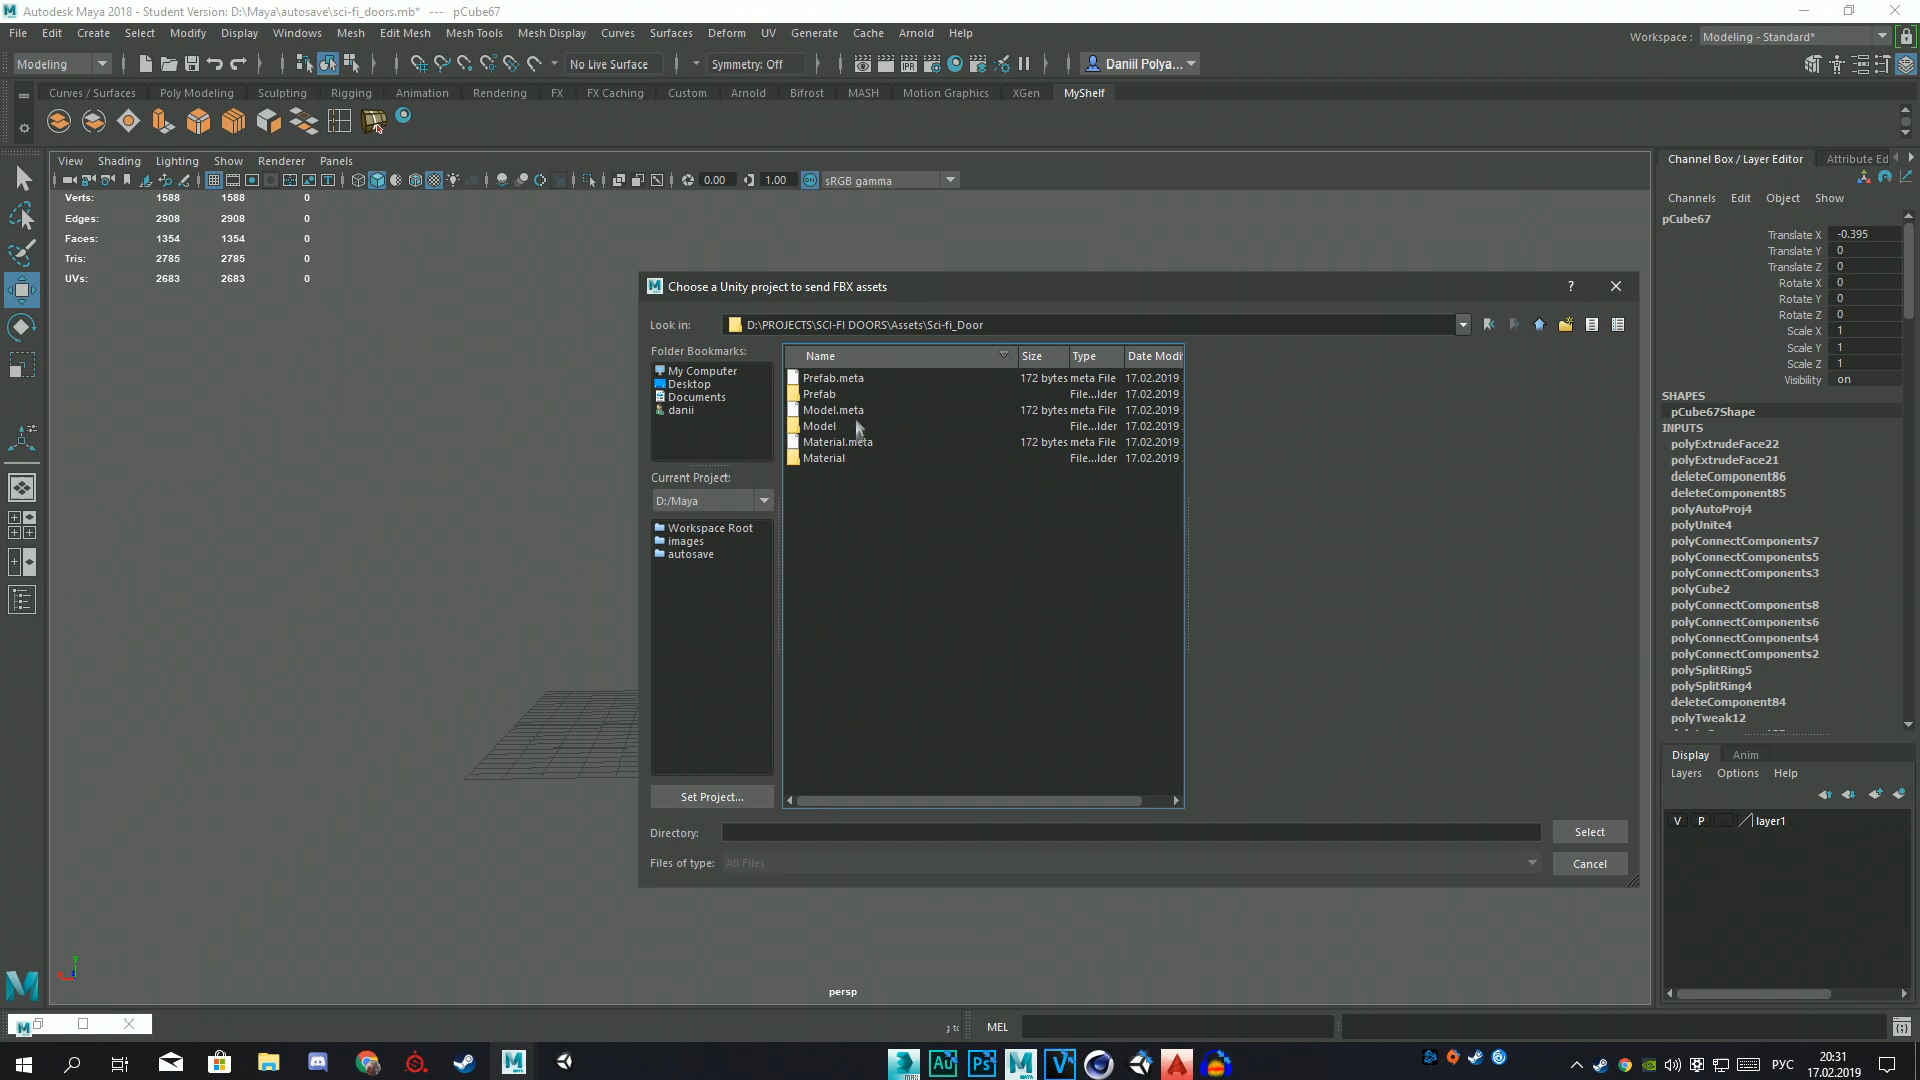 Autodesk Maya 2018 - Student Version: D:\Maya\autosave\sci-fi_doors.mb* --- pCube67
File Edit Create Select Modify Display Windows Mesh Edit Mesh Mesh Tools Mesh Display Curves Surfaces Deform UV Generate Cache Arnold Help
Workspace : Modeling - Standard*
Modeling No Live Surface Symmetry: Off Daniil Polya...
Curves / Surfaces Poly Modeling Sculpting Rigging Animation Rendering FX FX Caching Custom Arnold Bifrost MASH Motion Graphics XGen MyShelf
View Shading Lighting Show Renderer Panels
0.00 1.00 sRGB gamma
Verts: 1588 1588 0
Edges: 2908 2908 0
Faces: 1354 1354 0
Tris: 2785 2785 0
UVs: 2683 2683 0
Choose a Unity project to send FBX assets ?
Look in: D:\PROJECTS\SCI-FI DOORS\Assets\Sci-fi_Door
Folder Bookmarks:
My Computer
Desktop
Documents
danii
Current Project:
D:/Maya
Workspace Root
images
autosave
Set Project...
Name Size Type Date Modi
Prefab.meta 172 bytes meta File 17.02.2019
Prefab File...lder 17.02.2019
Model.meta 172 bytes meta File 17.02.2019
Model File...lder 17.02.2019
Material.meta 172 bytes meta File 17.02.2019
Material File...lder 17.02.2019
Directory: Select
Files of type: All Files Cancel
persp
Channel Box / Layer Editor Attribute Ed
Channels Edit Object Show
pCube67
Translate X -0.395
Translate Y 0
Translate Z 0
Rotate X 0
Rotate Y 0
Rotate Z 0
Scale X 1
Scale Y 1
Scale Z 1
Visibility on
SHAPES
pCube67Shape
INPUTS
polyExtrudeFace22
polyExtrudeFace21
deleteComponent86
deleteComponent85
polyAutoProj4
polyUnite4
polyConnectComponents7
polyConnectComponents5
polyConnectComponents3
polyCube2
polyConnectComponents8
polyConnectComponents6
polyConnectComponents4
polyConnectComponents2
polySplitRing5
polySplitRing4
deleteComponent84
polyTweak12
Display Anim
Layers Options Help
V P layer1
MEL
РУС
20:31
17.02.2019